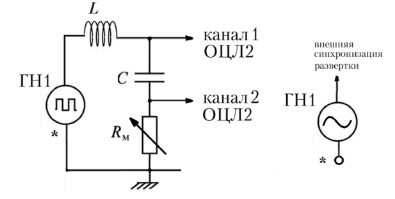 L
канал 1
ОЦЛ2
ГН1
C
канал 2
ОЦЛ2
*
Rм
внешняя
синхронизация
развертки
ГН1
*